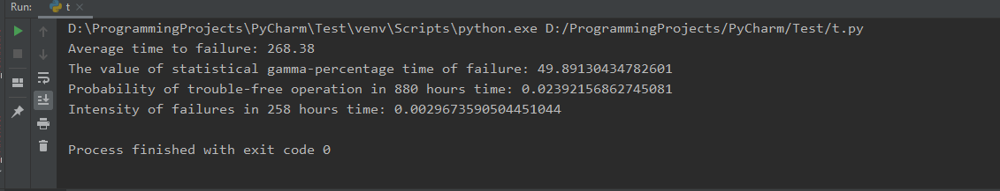 Run: t ×
D:\ProgrammingProjects\PyCharm\Test\venv\Scripts\python.exe D:/ProgrammingProjects/PyCharm/Test/t.py
Average time to failure: 268.38
The value of statistical gamma-percentage time of failure: 49.89130434782601
Probability of trouble-free operation in 880 hours time: 0.02392156862745081
Intensity of failures in 258 hours time: 0.0029673590504451044
Process finished with exit code 0